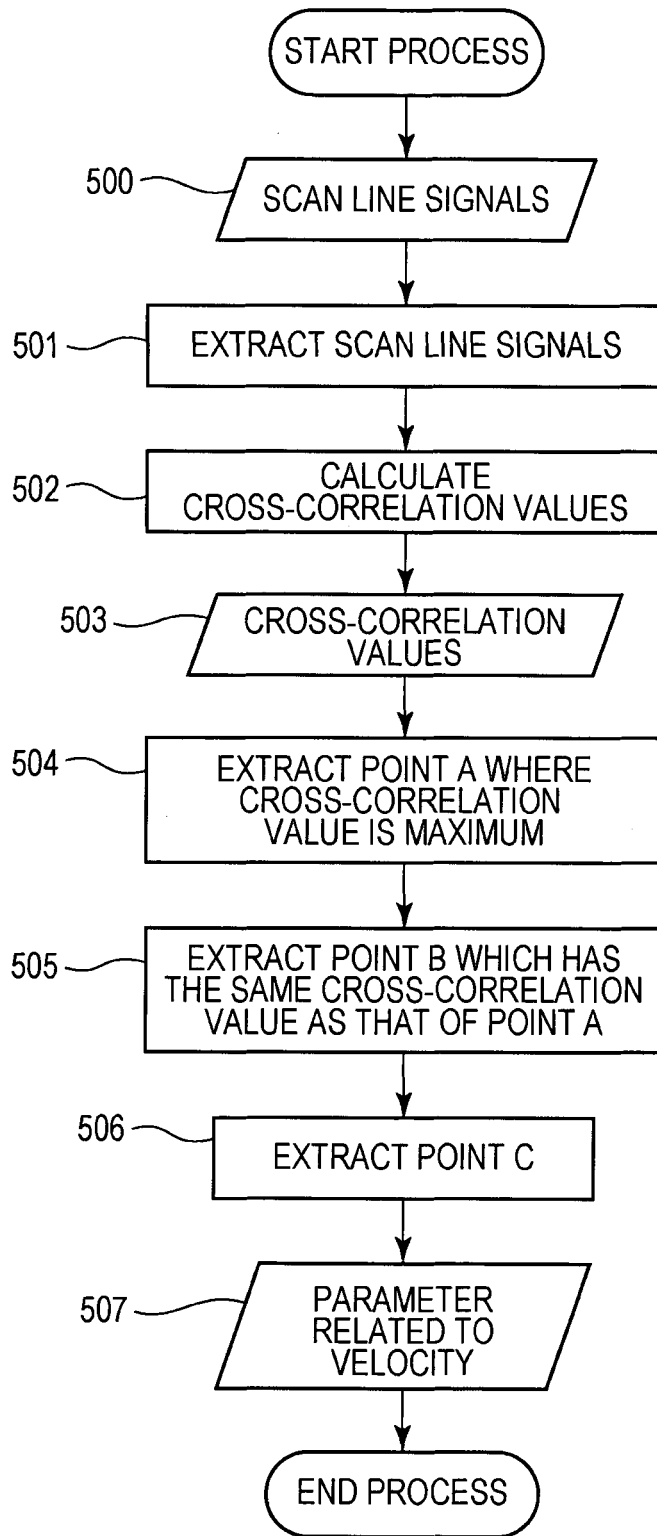 START PROCESS
500
SCAN LINE SIGNALS
501
EXTRACT SCAN LINE SIGNALS
502
CALCULATE
CROSS-CORRELATION VALUES
503
CROSS-CORRELATION
VALUES
504
EXTRACT POINT A WHERE
CROSS-CORRELATION
VALUE IS MAXIMUM
505
EXTRACT POINT B WHICH HAS
THE SAME CROSS-CORRELATION
VALUE AS THAT OF POINT A
506
EXTRACT POINT C
507
PARAMETER
RELATED TO
VELOCITY
END PROCESS